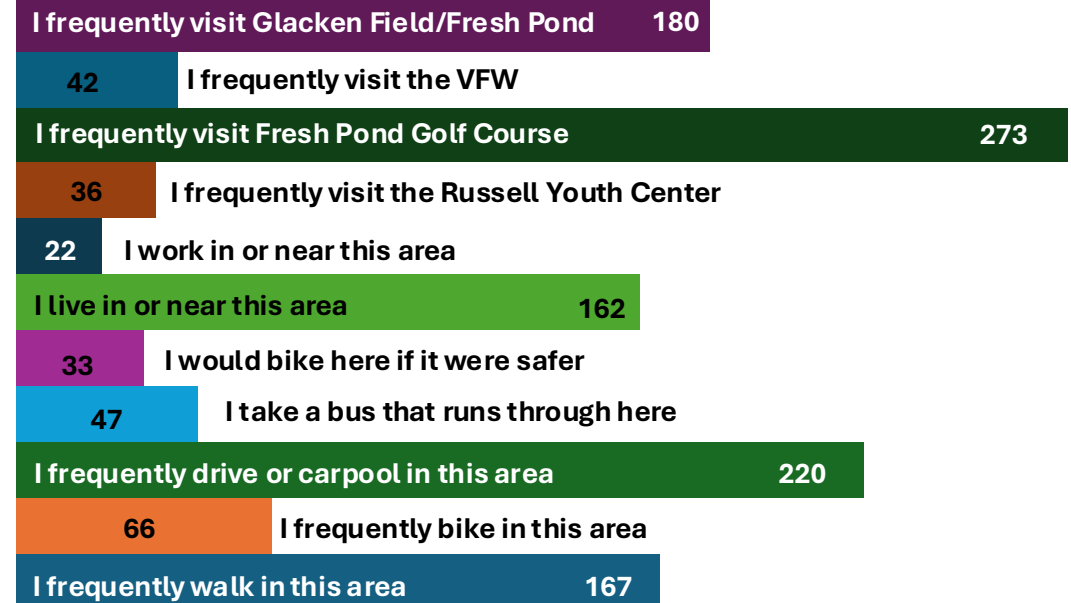 I frequently visit Glacken Field/Fresh Pond 180
42 I frequently visit the VFW
I frequently visit Fresh Pond Golf Course 273
36 I frequently visit the Russell Youth Center
22 I work in or near this area
I live in or near this area 162
33 I would bike here if it were safer
47 I take a bus that runs through here
I frequently drive or carpool in this area 220
66 I frequently bike in this area
I frequently walk in this area 167